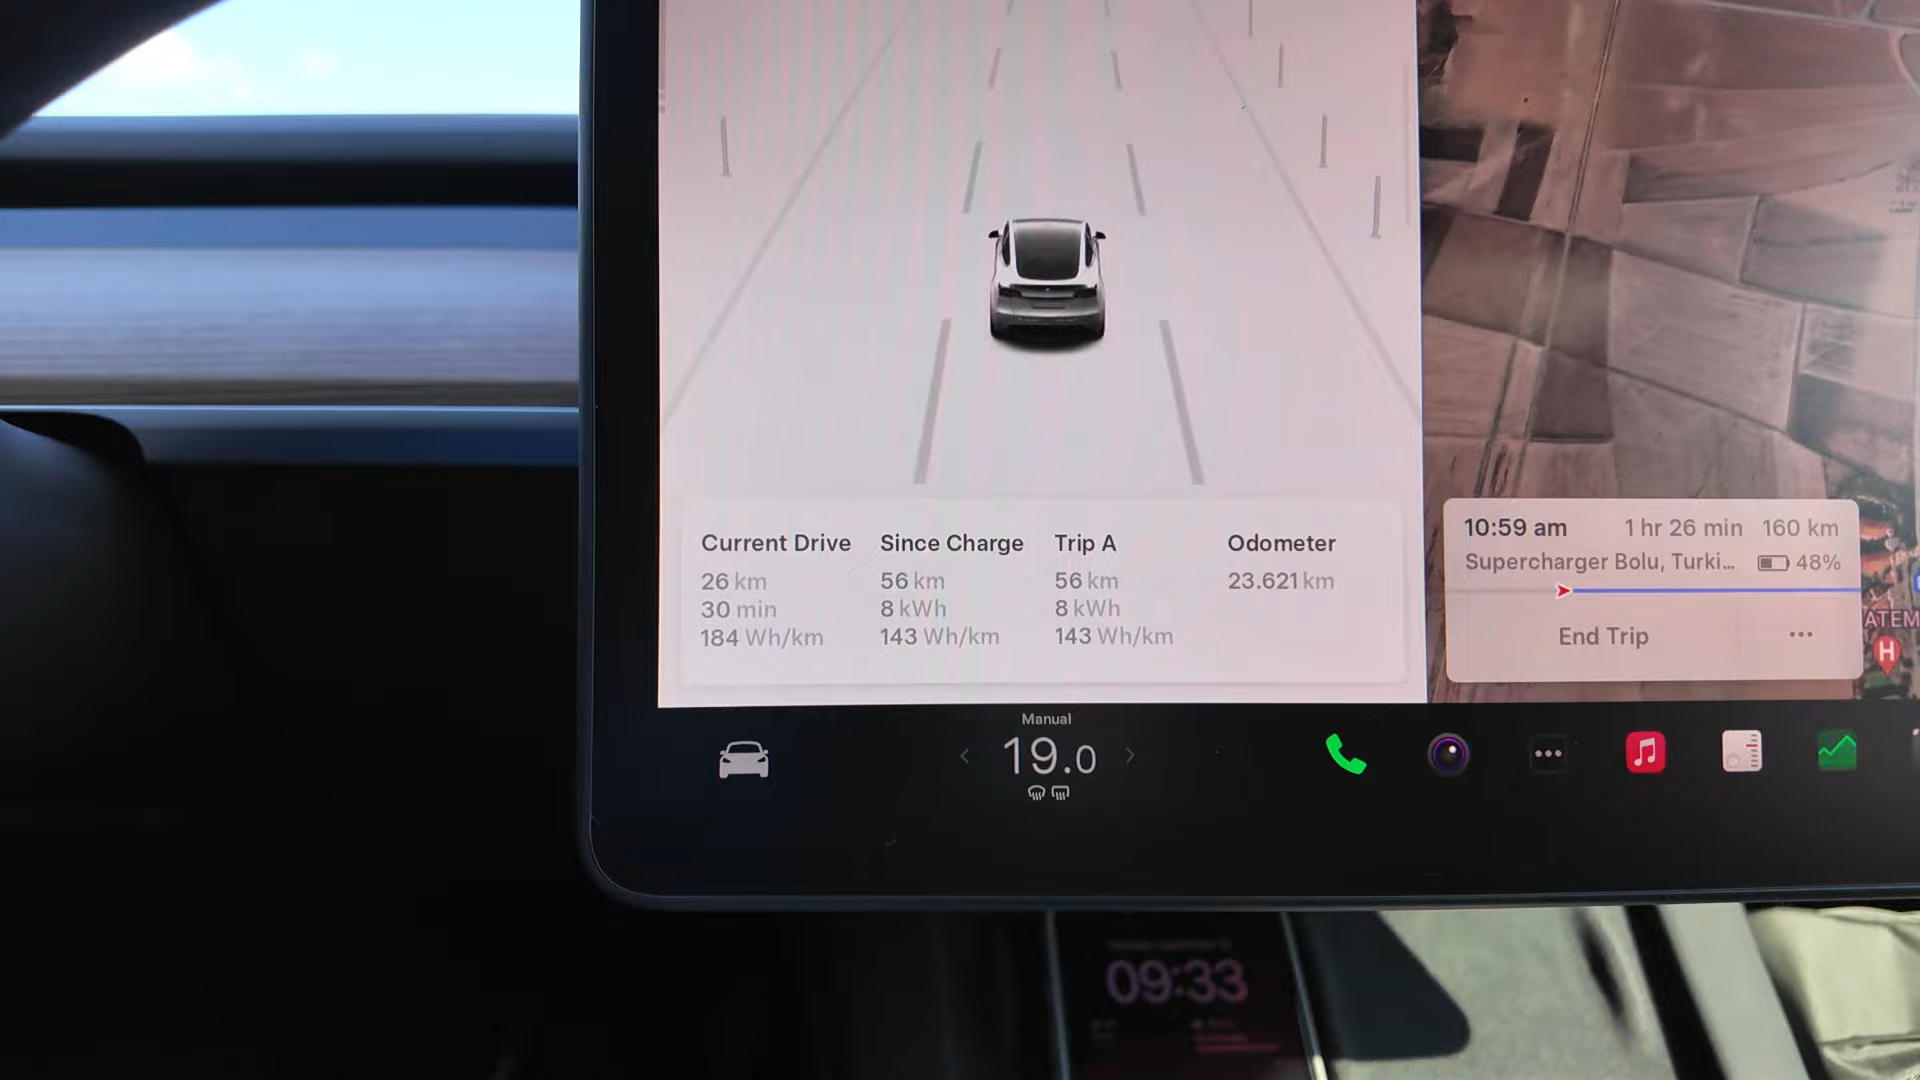 Current Drive
26 km
30 min
184 Wh/km
Since Charge
56 km
8 kWh
143 Wh/km
Trip A
56 km
8 kWh
143 Wh/km
Odometer
23.621 km
10:59 am 1 hr 26 min 160 km
Supercharger Bolu, Turki... 48%
End Trip
ATEM
H
Manual
19.0
09:33